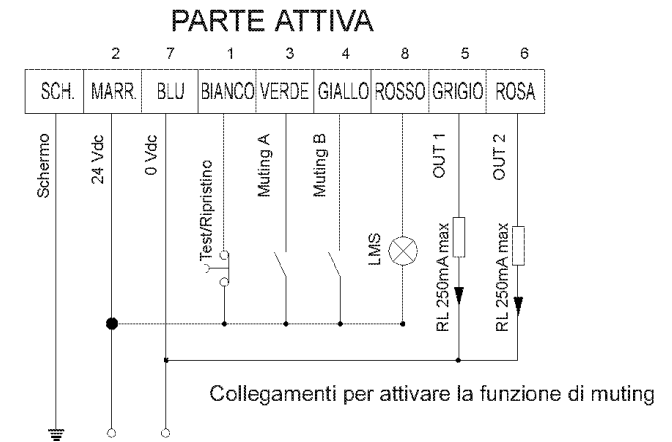 PARTE ATTIVA
2 7 1 3 4 8 5 6
SCH. MARR. BLU BIANCO VERDE GIALLO ROSSO GRIGIO ROSA
Schermo
24 Vdc
0 Vdc
Test/Ripristino
Muting A
Muting B
LMS
OUT 1
RL 250mA max
OUT 2
RL 250mA max
Collegamenti per attivare la funzione di muting